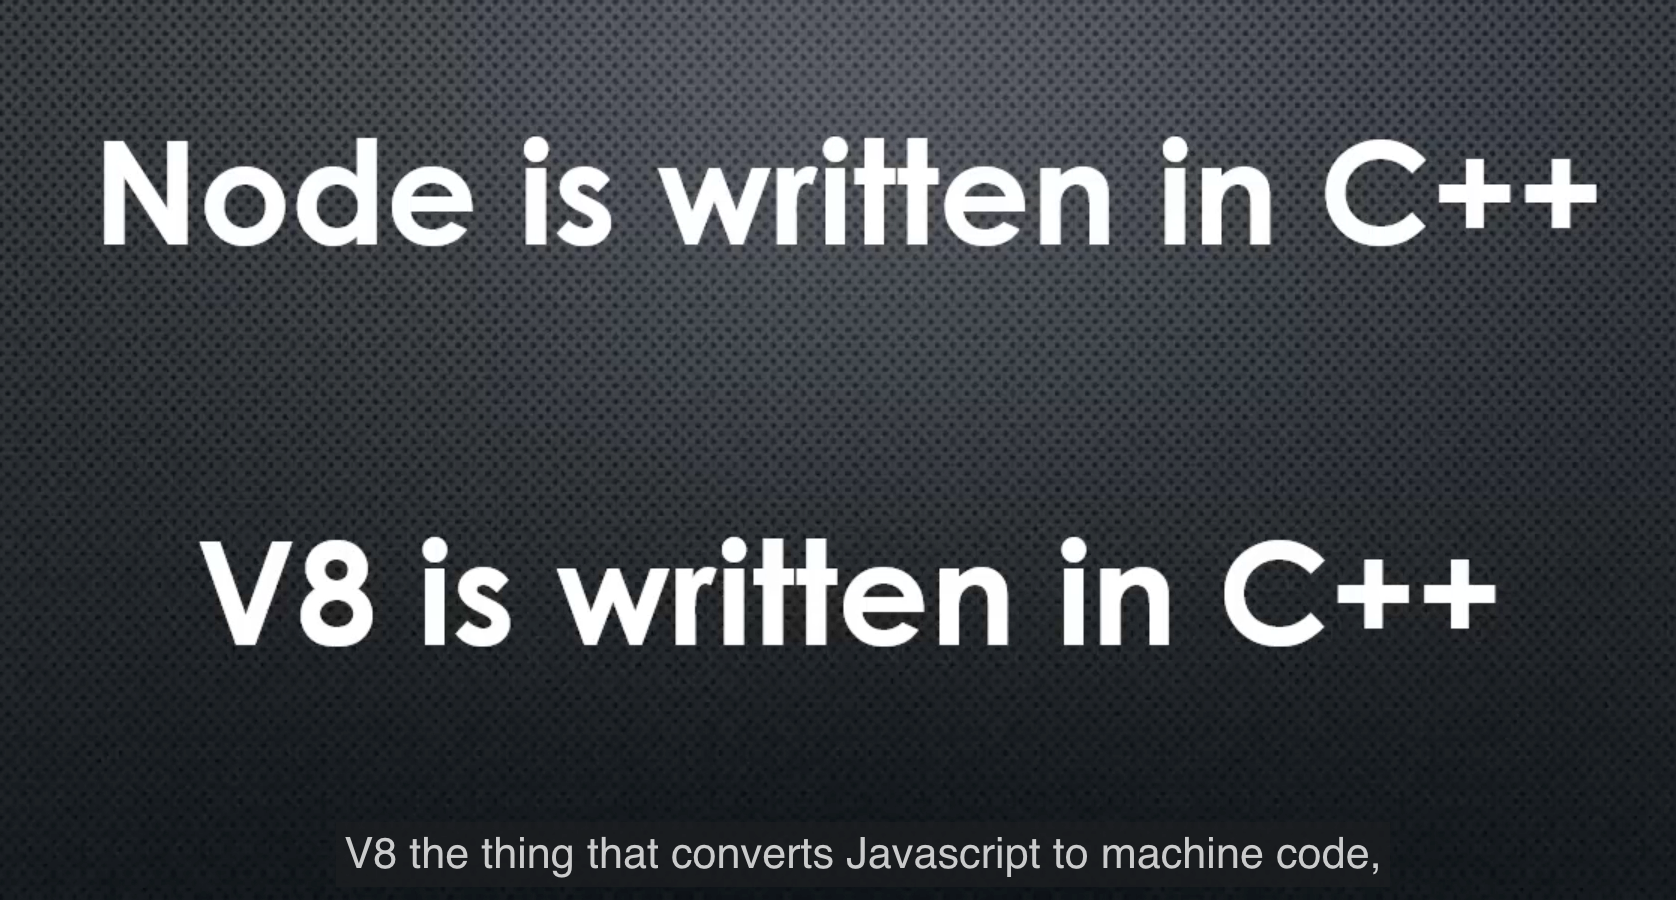 Node is written in C++
V8 is written in C++
V8 the thing that converts Javascript to machine code,